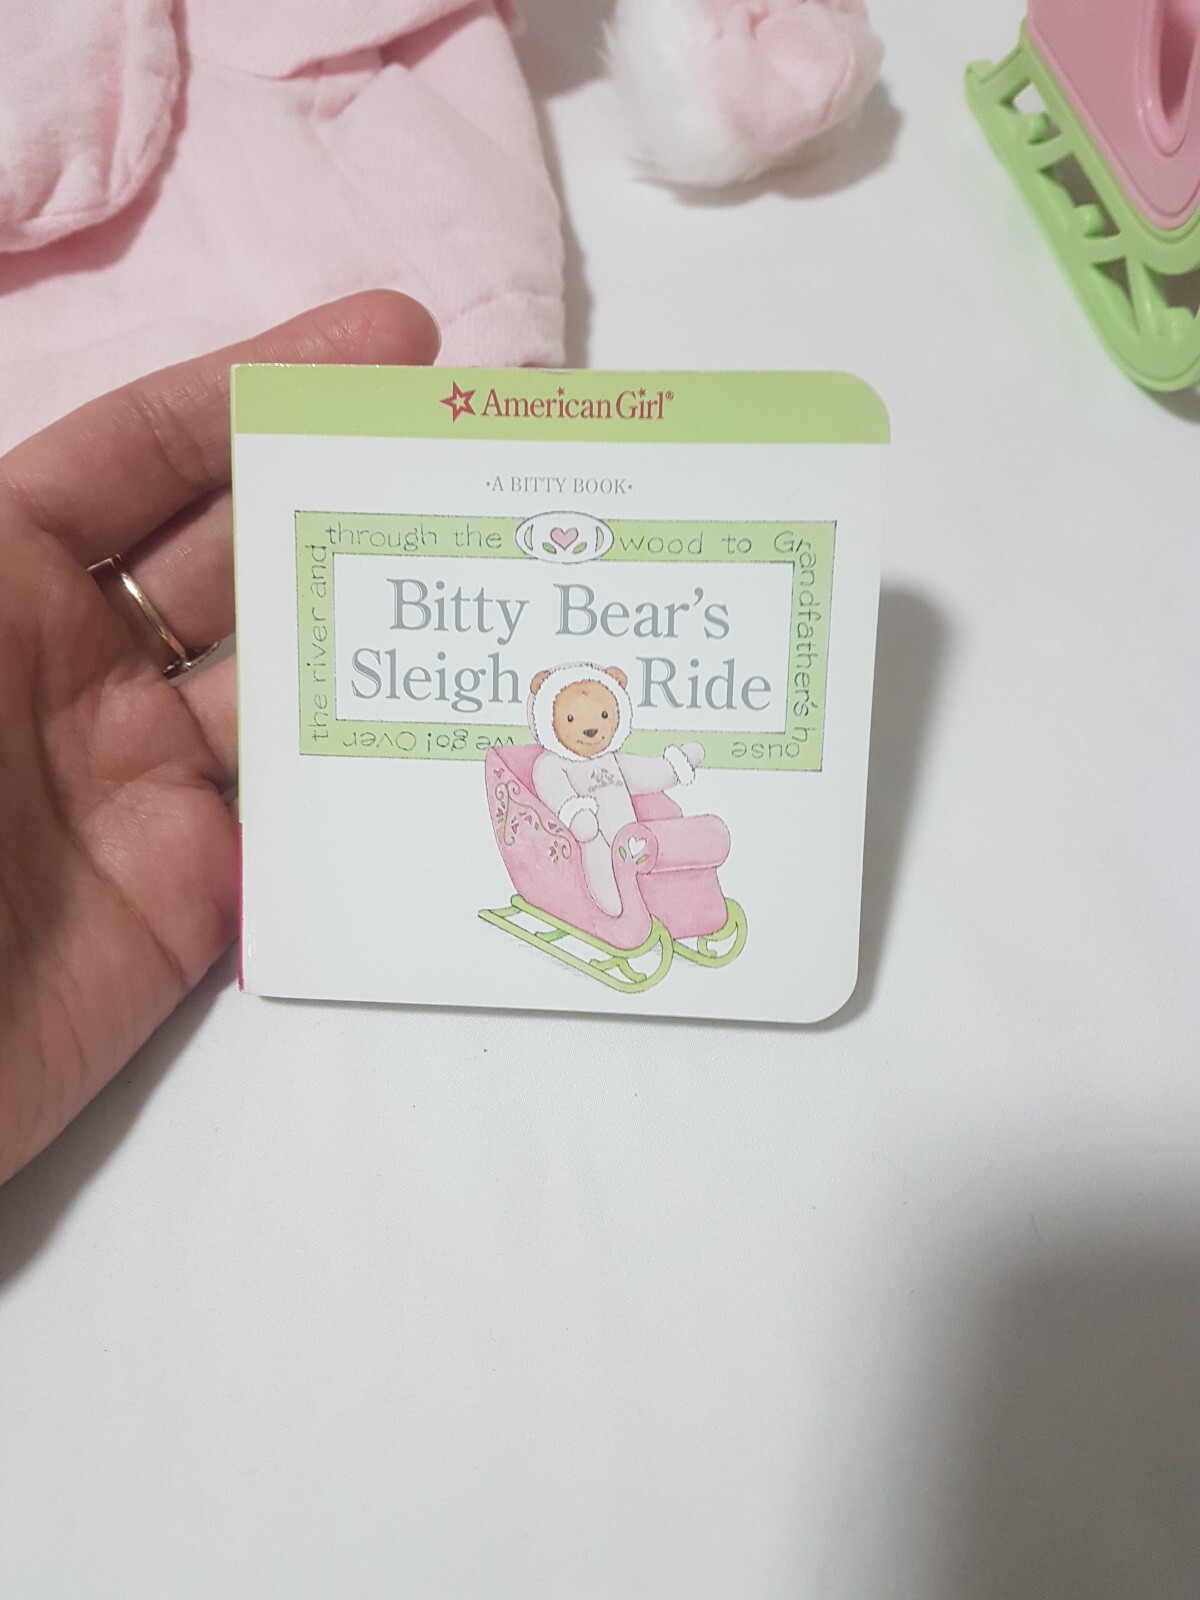 American Girl®
·A BITTY BOOK·
through the wood to Grandfather's house we go! Over the river and
Bitty Bear's
Sleigh Ride